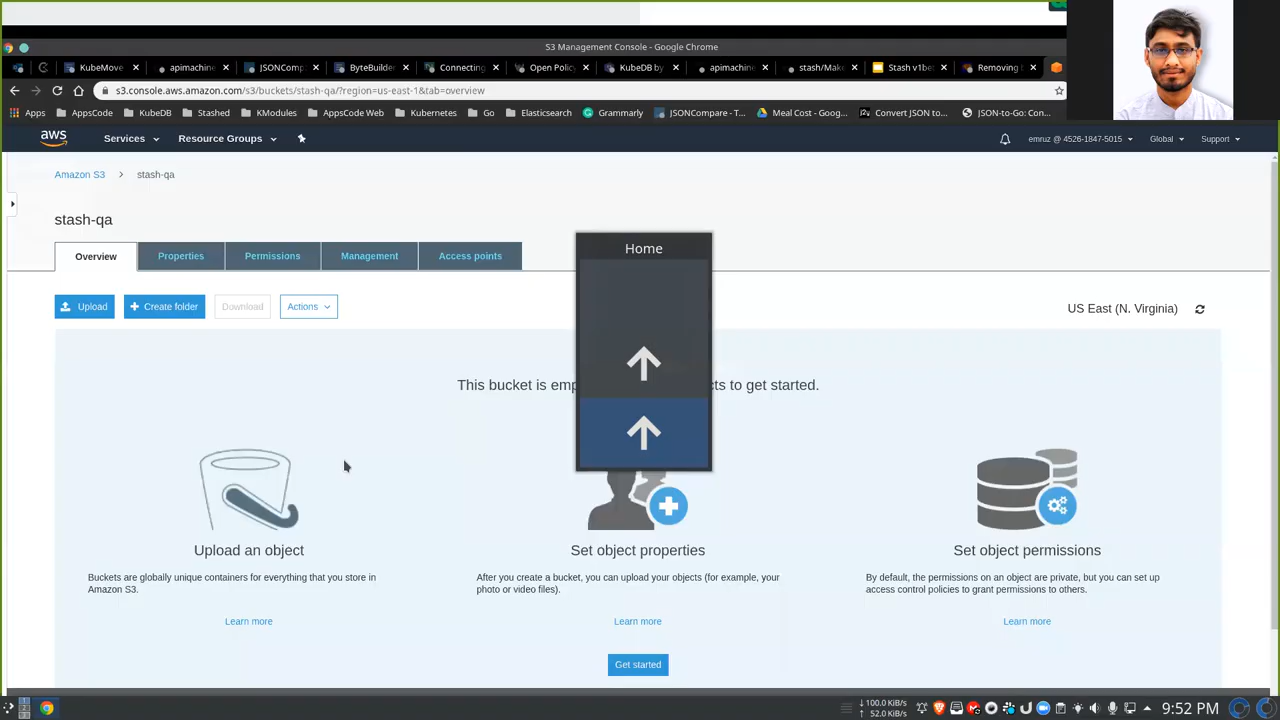 S3 Management Console - Google Chrome
KubeMove
apimachine
JSONComp
ByteBuilder
Connecting
Open Polic
KubeDB by
apimachine
stash/Make
Stash v1be
Removing
s3.console.aws.amazon.com/s3/buckets/stash-qa/?region=us-east-1&tab=overview
Apps
AppsCode
KubeDB
Stashed
KModules
AppsCode Web
Kubernetes
Go
Elasticsearch
Grammarly
JSONCompare - T...
Meal Cost - Goog...
Convert JSON to...
JSON-to-Go: Con...
aws
Services
Resource Groups
emruz @ 4526-1847-5015
Global
Support
Amazon S3
stash-qa
stash-qa
Overview
Properties
Permissions
Management
Access points
Home
Upload
Create folder
Download
Actions
US East (N. Virginia)
This bucket is emp
cts to get started.
Upload an object
Buckets are globally unique containers for everything that you store in
Amazon S3.
Learn more
Set object properties
After you create a bucket, you can upload your objects (for example, your
photo or video files).
Learn more
Set object permissions
By default, the permissions on an object are private, but you can set up
access control policies to grant permissions to others.
Learn more
Get started
↓100.0 KiB/s
↑ 52.0 KiB/s
9:52 PM